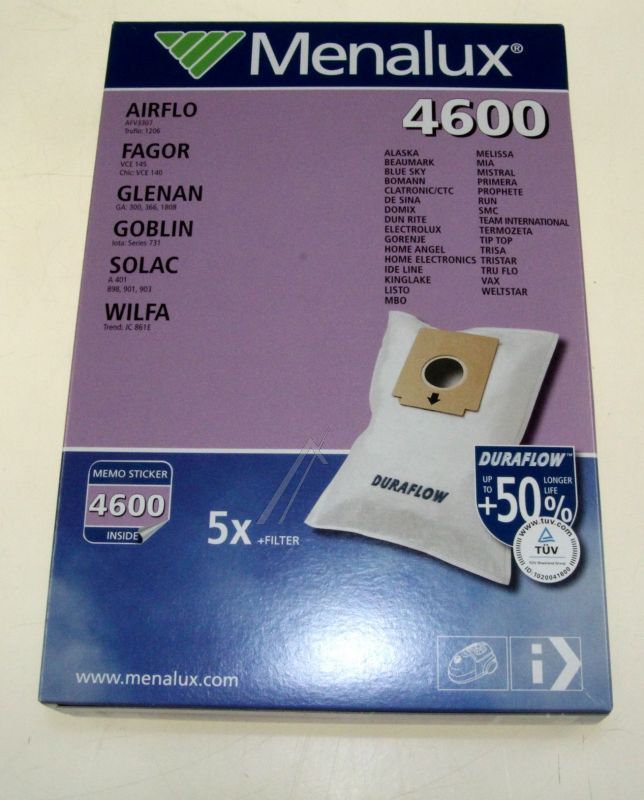 Menalux®
4600
AIRFLO
AFV3307
Truflo: 1206
FAGOR
VCE 145
Chic: VCE 140
GLENAN
GA: 300, 366, 1808
GOBLIN
Iota: Series 731
SOLAC
A 401
898, 901, 903
WILFA
Trend: JC 861E
ALASKA
BEAUMARK
BLUE SKY
BOMANN
CLATRONIC/CTC
DE SINA
DOMIX
DUN RITE
ELECTROLUX
GORENJE
HOME ANGEL
HOME ELECTRONICS
IDE LINE
KINGLAKE
LISTO
MBO
MELISSA
MIA
MISTRAL
PRIMERA
PROPHETE
RUN
SMC
TEAM INTERNATIONAL
TERMOZETA
TIP TOP
TRISA
TRISTAR
TRU FLO
VAX
WELTSTAR
DURAFLOW
MEMO STICKER
4600
INSIDE
5x +FILTER
DURAFLOW™
UP TO +50% LONGER LIFE
www.tuv.com
TÜV
ID:1020041800
www.menalux.com
i